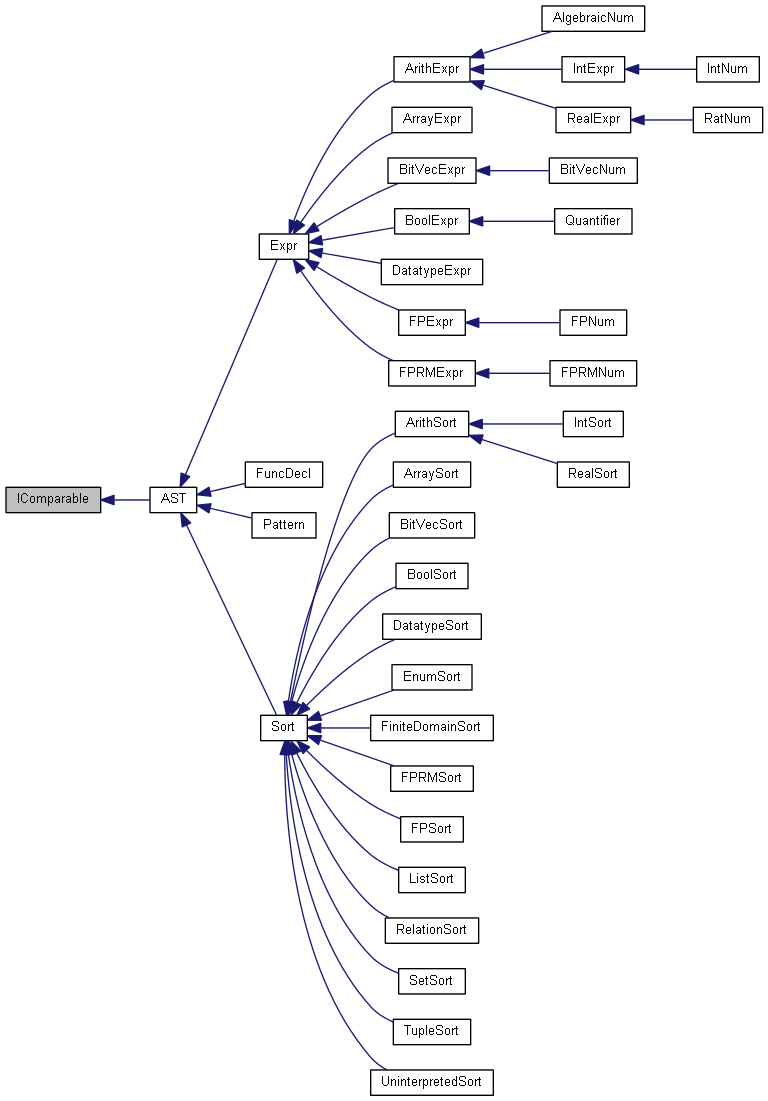 AlgebraicNum
ArithExpr
IntExpr
IntNum
ArrayExpr
RealExpr
RatNum
BitVecExpr
BitVecNum
BoolExpr
Quantifier
Expr
DatatypeExpr
FPExpr
FPNum
FPRMExpr
FPRMNum
ArithSort
IntSort
FuncDecl
ArraySort
RealSort
IComparable
AST
Pattern
BitVecSort
BoolSort
DatatypeSort
EnumSort
Sort
FiniteDomainSort
FPRMSort
FPSort
ListSort
RelationSort
SetSort
TupleSort
UninterpretedSort